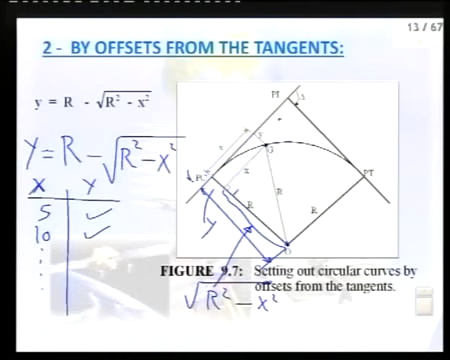 13 / 67
2 - BY OFFSETS FROM THE TANGENTS:
y = R - √R² - x²
y = R - √R² - x²
X Y
5 ✓
10 ✓
PI
Δ
x
y
G
x
PC
PT
R
R
R
y
O
FIGURE 9.7: Setting out circular curves by
offsets from the tangents.
√R² - x²